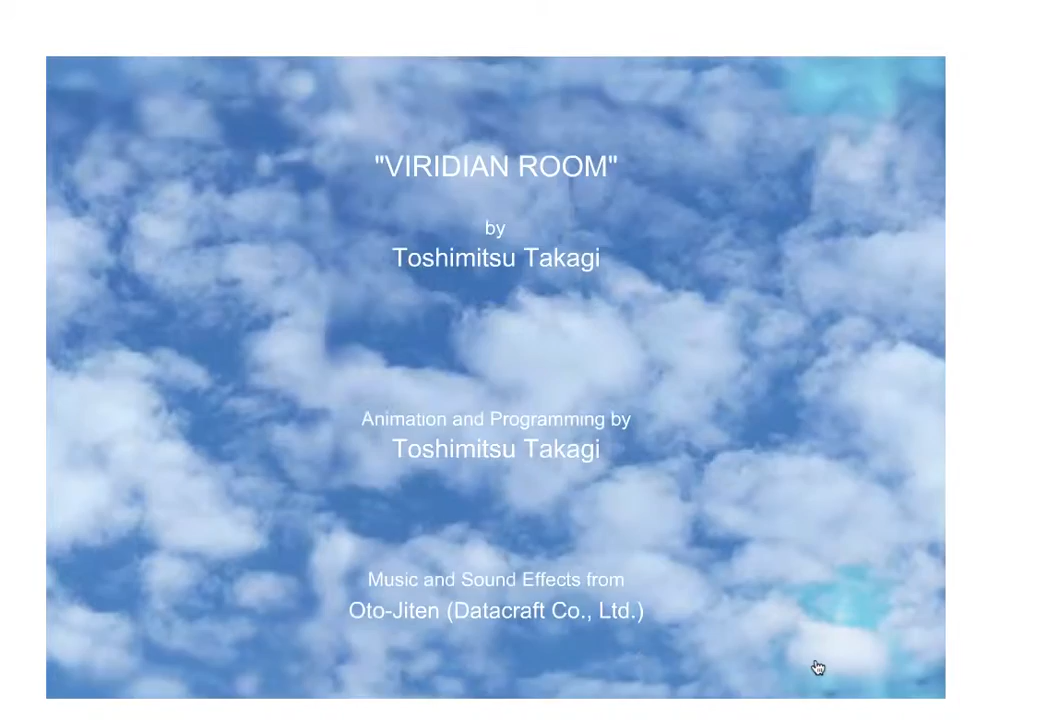 "VIRIDIAN ROOM"
by
Toshimitsu Takagi
Animation and Programming by
Toshimitsu Takagi
Music and Sound Effects from
Oto-Jiten (Datacraft Co., Ltd.)